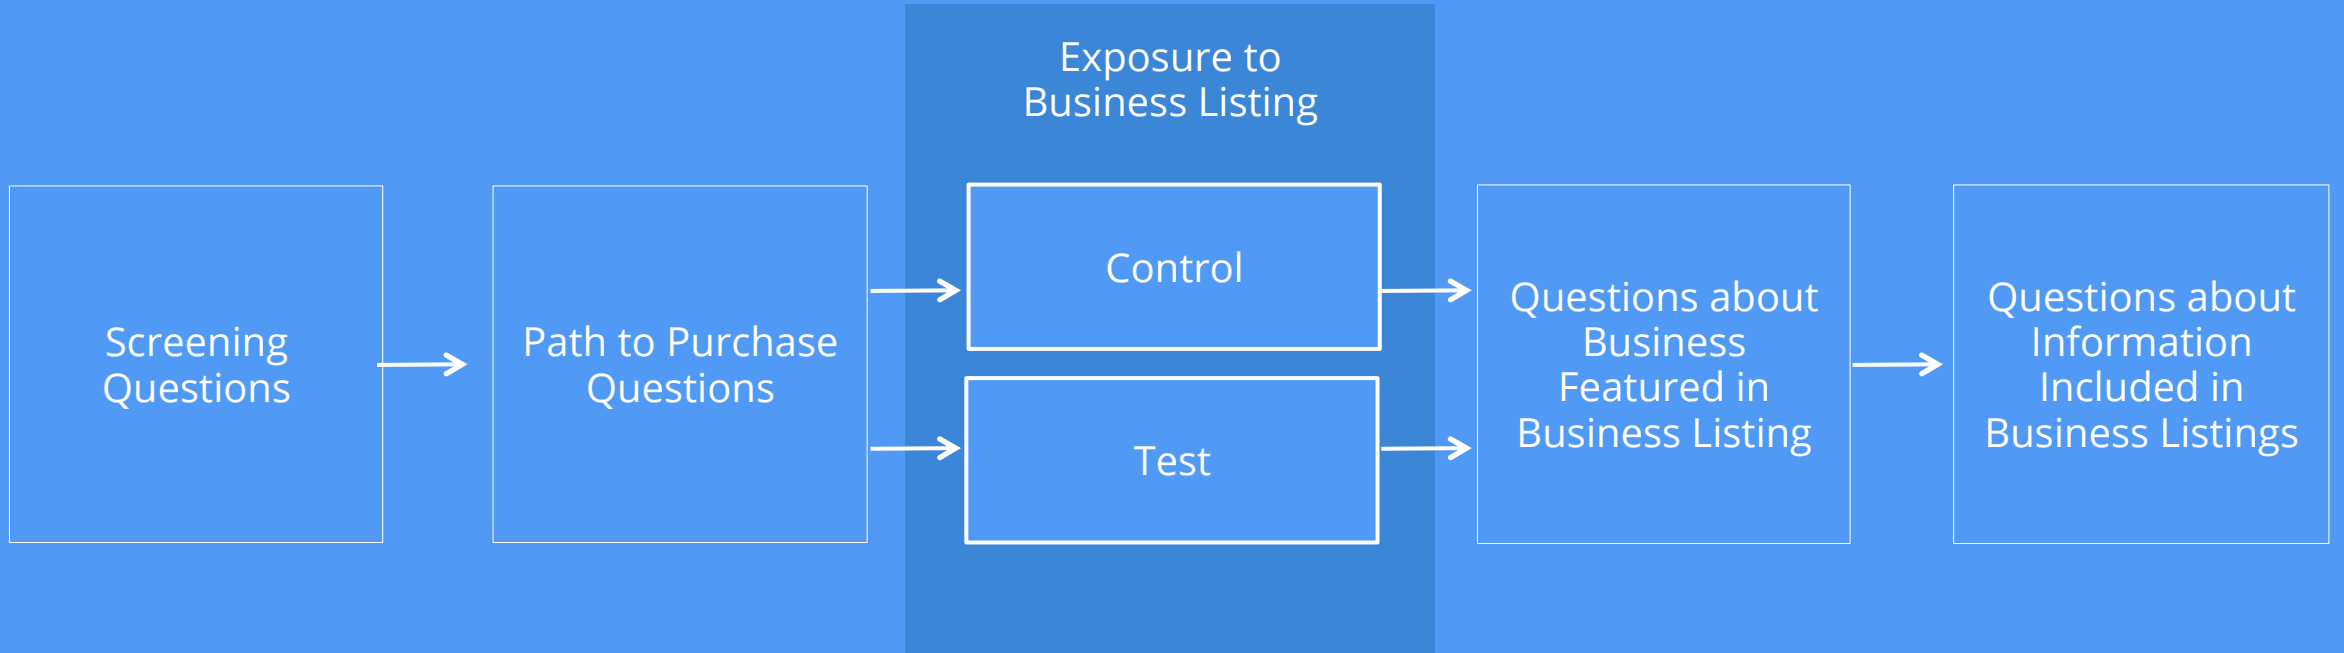 Exposure to
Business Listing
Screening
Questions
Path to Purchase
Questions
Control
Test
Questions about
Business
Featured in
Business Listing
Questions about
Information
Included in
Business Listings